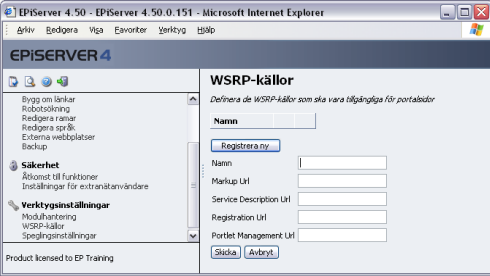 EPiServer 4.50 - EPiServer 4.50.0.151 - Microsoft Internet Explorer
Arkiv Redigera Visa Favoriter Verktyg Hjälp
EPiSERVER 4
Bygg om länkar
Robotsökning
Redigera ramar
Redigera språk
Externa webbplatser
Backup
Säkerhet
Åtkomst till funktioner
Inställningar för extranätanvändare
Verktygsinställningar
Modulhantering
WSRP-källor
Speglingsinställningar
Product licensed to EP Training
WSRP-källor
Definera de WSRP-källor som ska vara tillgängliga för portalsidor
Namn
Registrera ny
Namn
Markup Url
Service Description Url
Registration Url
Portlet Management Url
Skicka Avbryt